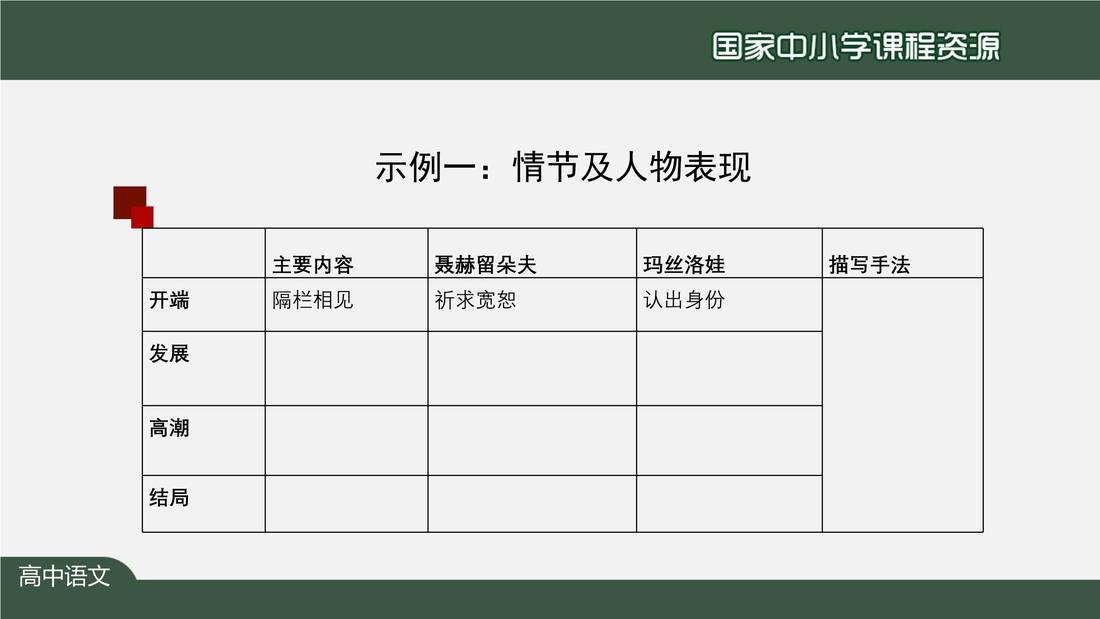 国家中小学课程资源
示例一：情节及人物表现
主要内容 聂赫留朵夫 玛丝洛娃 描写手法
开端 隔栏相见 祈求宽恕 认出身份
发展
高潮
结局
高中语文